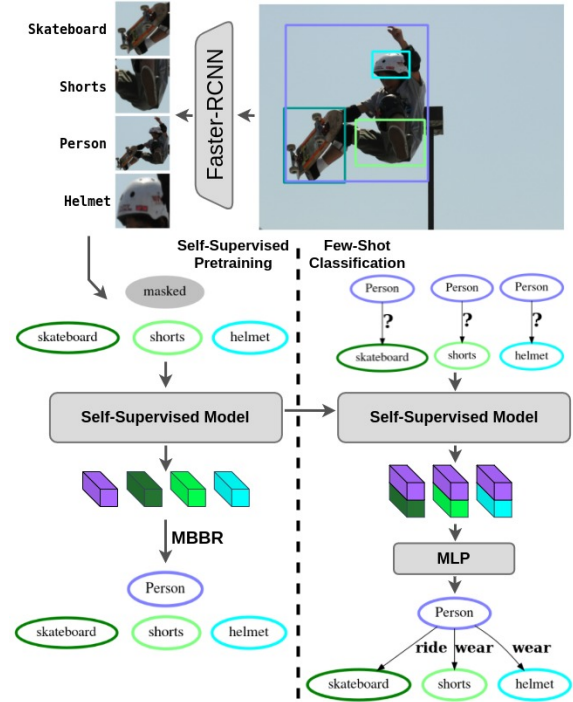 Skateboard
Shorts
Person
Helmet
Faster-RCNN
Self-Supervised
Pretraining
Few-Shot
Classification
masked
skateboard shorts helmet
Self-Supervised Model
MBBR
Person
skateboard shorts helmet
Person Person Person
? ? ?
skateboard shorts helmet
Self-Supervised Model
MLP
Person
ride wear wear
skateboard shorts helmet